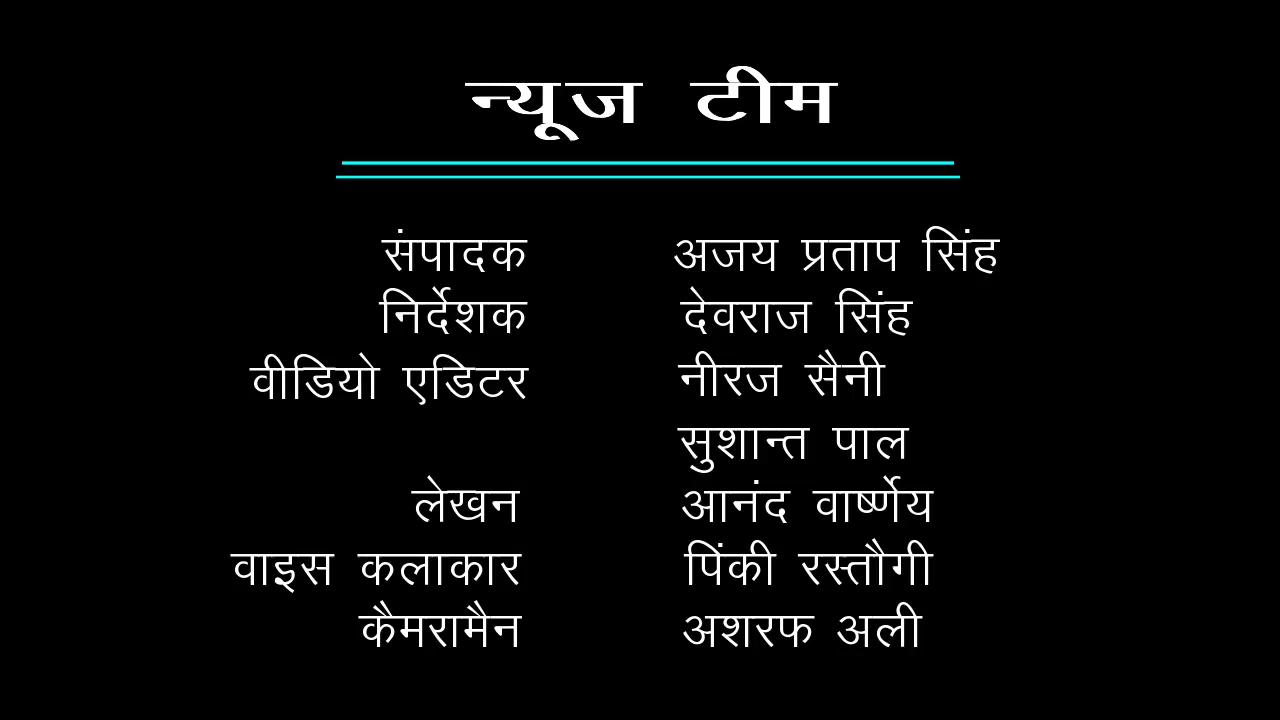 न्यूज टीम
संपादक अजय प्रताप सिंह
निर्देशक देवराज सिंह
वीडियो एडिटर नीरज सैनी
सुशान्त पाल
लेखन आनंद वार्ष्णेय
वाइस कलाकार पिंकी रस्तौगी
कैमरामैन अशरफ अली